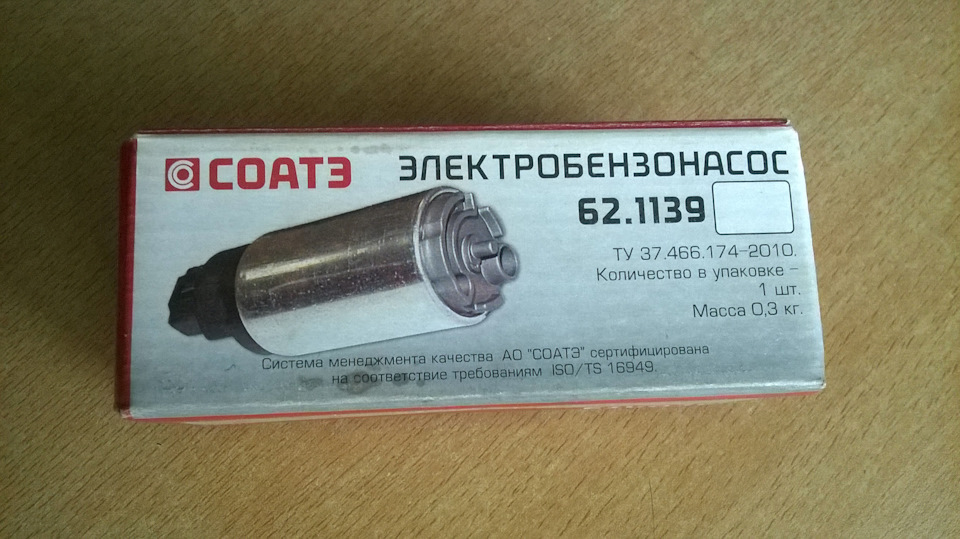 СОАТЭ
ЭЛЕКТРОБЕНЗОНАСОС
62.1139
ТУ 37.466.174-2010.
Количество в упаковке –
1 шт.
Масса 0,3 кг.
Система менеджмента качества АО "СОАТЭ" сертифицирована
на соответствие требованиям ISO/TS 16949.